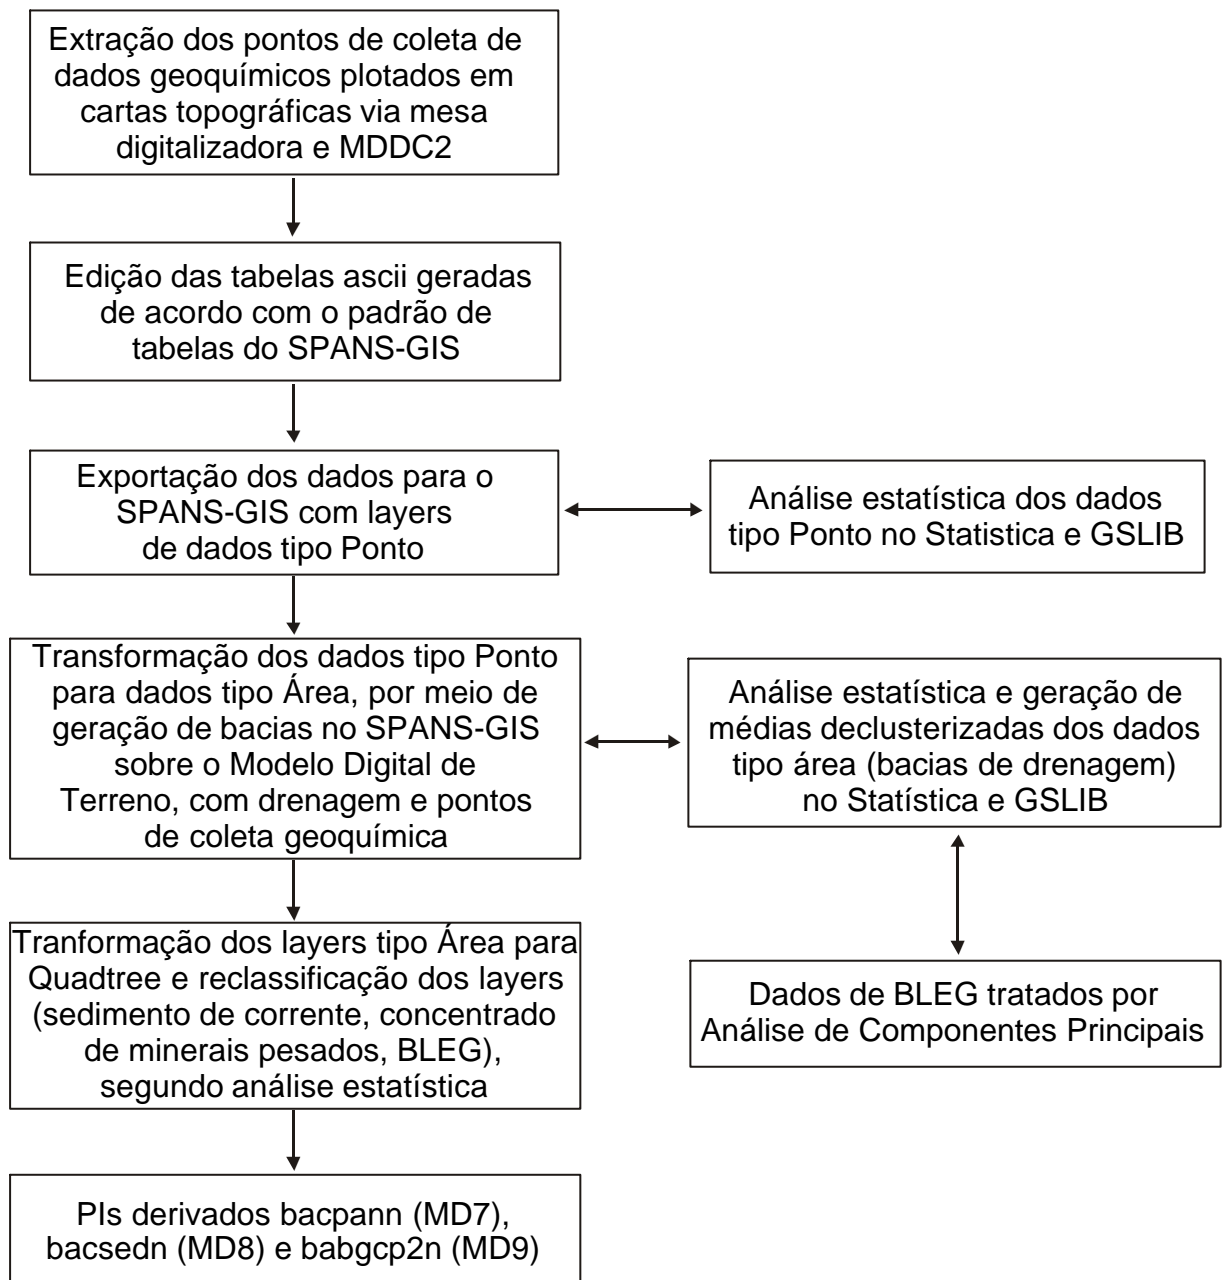 Extração dos pontos de coleta de
dados geoquímicos plotados em
cartas topográficas via mesa
digitalizadora e MDDC2
Edição das tabelas ascii geradas
de acordo com o padrão de
tabelas do SPANS-GIS
Exportação dos dados para o
SPANS-GIS com layers
de dados tipo Ponto
Análise estatística dos dados
tipo Ponto no Statistica e GSLIB
Transformação dos dados tipo Ponto
para dados tipo Área, por meio de
geração de bacias no SPANS-GIS
sobre o Modelo Digital de
Terreno, com drenagem e pontos
de coleta geoquímica
Análise estatística e geração de
médias declusterizadas dos dados
tipo área (bacias de drenagem)
no Statística e GSLIB
Tranformação dos layers tipo Área para
Quadtree e reclassificação dos layers
(sedimento de corrente, concentrado
de minerais pesados, BLEG),
segundo análise estatística
Dados de BLEG tratados por
Análise de Componentes Principais
PIs derivados bacpann (MD7),
bacsedn (MD8) e babgcp2n (MD9)